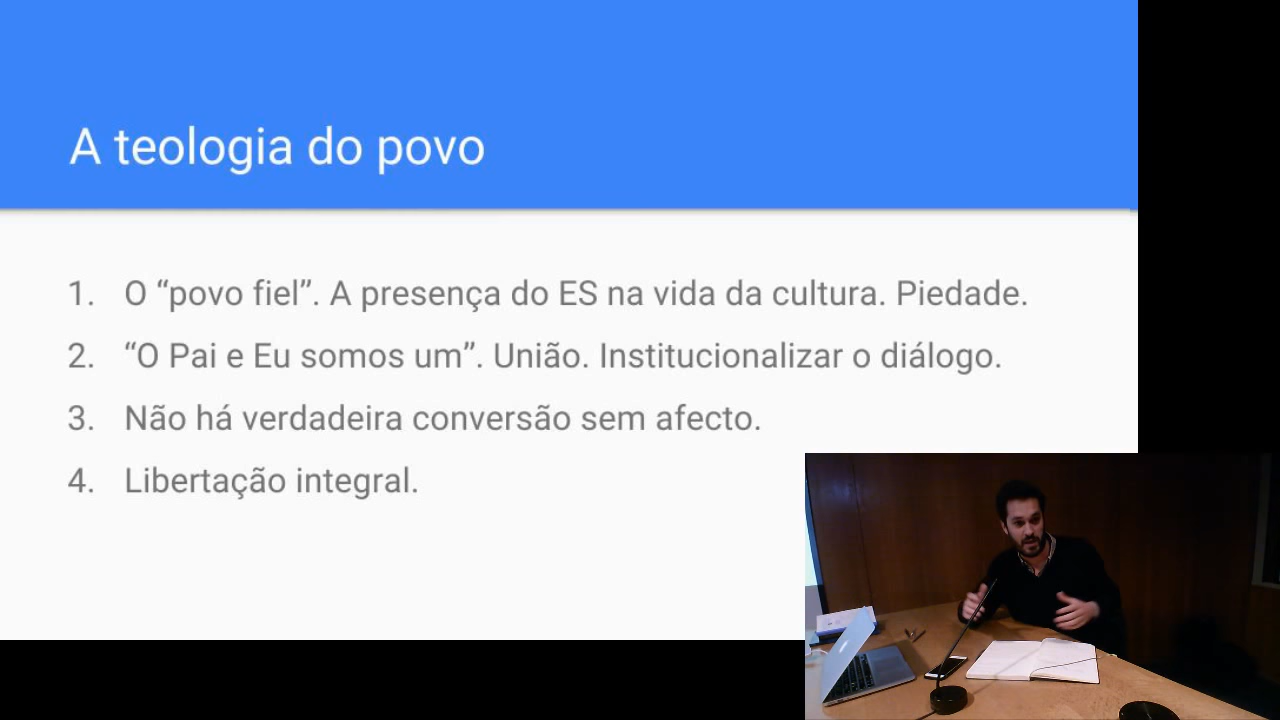 A teologia do povo
1. O “povo fiel”. A presença do ES na vida da cultura. Piedade.
2. “O Pai e Eu somos um”. União. Institucionalizar o diálogo.
3. Não há verdadeira conversão sem afecto.
4. Libertação integral.